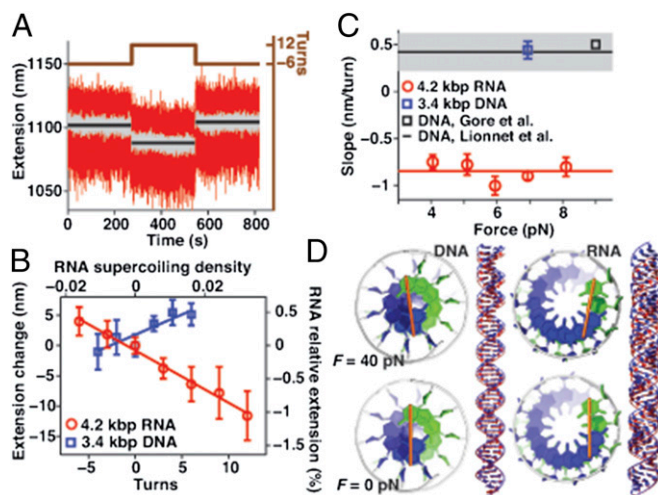 A
Turns
12
−6
1150
1100
1050
Extension (nm)
0 200 400 600 800
Time (s)
B
RNA supercoiling density
−0.02 0 0.02
5
0
−5
−10
−15
Extension change (nm)
0.5
0
−0.5
−1
−1.5
RNA relative extension (%)
4.2 kbp RNA
3.4 kbp DNA
−5 0 5 10
Turns
C
0.5
0
−0.5
−1
Slope (nm/turn)
4.2 kbp RNA
3.4 kbp DNA
DNA, Gore et al.
DNA, Lionnet et al.
4 6 8
Force (pN)
D
DNA
RNA
F = 40 pN
F = 0 pN